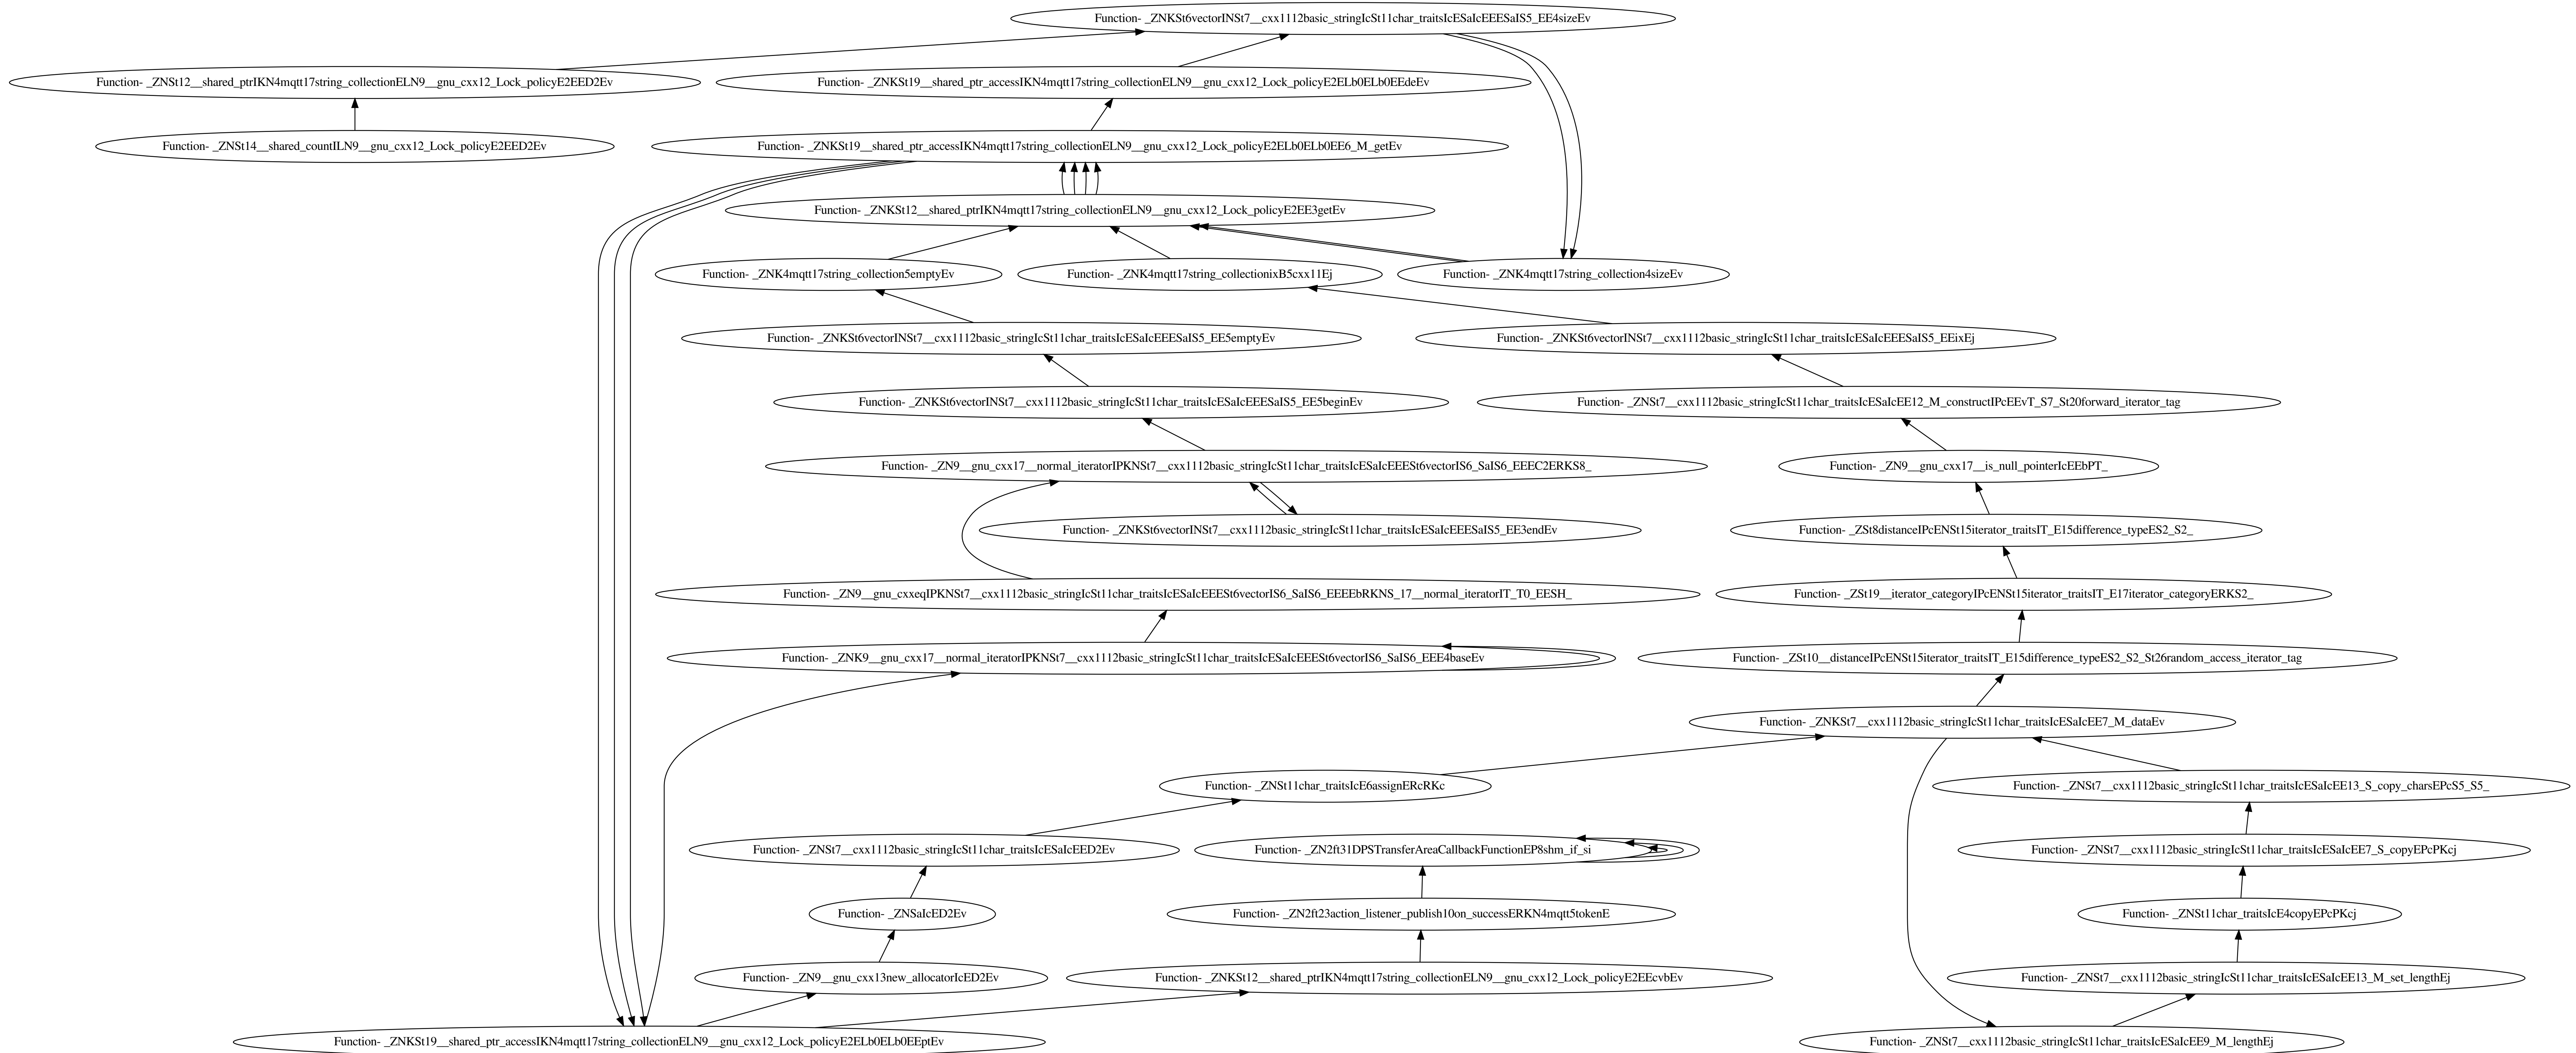 Function- _ZNKSt6vectorINSt7__cxx1112basic_stringIcSt11char_traitsIcESaIcEEESaIS5_EE4sizeEv
Function- _ZNSt12__shared_ptrIKN4mqtt17string_collectionELN9__gnu_cxx12_Lock_policyE2EED2Ev
Function- _ZNKSt19__shared_ptr_accessIKN4mqtt17string_collectionELN9__gnu_cxx12_Lock_policyE2ELb0ELb0EEdeEv
Function- _ZNSt14__shared_countILN9__gnu_cxx12_Lock_policyE2EED2Ev
Function- _ZNKSt19__shared_ptr_accessIKN4mqtt17string_collectionELN9__gnu_cxx12_Lock_policyE2ELb0ELb0EE6_M_getEv
Function- _ZNKSt12__shared_ptrIKN4mqtt17string_collectionELN9__gnu_cxx12_Lock_policyE2EE3getEv
Function- _ZNK4mqtt17string_collection5emptyEv
Function- _ZNK4mqtt17string_collectionixB5cxx11Ej
Function- _ZNK4mqtt17string_collection4sizeEv
Function- _ZNKSt6vectorINSt7__cxx1112basic_stringIcSt11char_traitsIcESaIcEEESaIS5_EE5emptyEv
Function- _ZNKSt6vectorINSt7__cxx1112basic_stringIcSt11char_traitsIcESaIcEEESaIS5_EEixEj
Function- _ZNKSt6vectorINSt7__cxx1112basic_stringIcSt11char_traitsIcESaIcEEESaIS5_EE5beginEv
Function- _ZNSt7__cxx1112basic_stringIcSt11char_traitsIcESaIcEE12_M_constructIPcEEvT_S7_St20forward_iterator_tag
Function- _ZN9__gnu_cxx17__normal_iteratorIPKNSt7__cxx1112basic_stringIcSt11char_traitsIcESaIcEEESt6vectorIS6_SaIS6_EEEC2ERKS8_
Function- _ZN9__gnu_cxx17__is_null_pointerIcEEbPT_
Function- _ZNKSt6vectorINSt7__cxx1112basic_stringIcSt11char_traitsIcESaIcEEESaIS5_EE3endEv
Function- _ZSt8distanceIPcENSt15iterator_traitsIT_E15difference_typeES2_S2_
Function- _ZN9__gnu_cxxeqIPKNSt7__cxx1112basic_stringIcSt11char_traitsIcESaIcEEESt6vectorIS6_SaIS6_EEEEbRKNS_17__normal_iteratorIT_T0_EESH_
Function- _ZSt19__iterator_categoryIPcENSt15iterator_traitsIT_E17iterator_categoryERKS2_
Function- _ZNK9__gnu_cxx17__normal_iteratorIPKNSt7__cxx1112basic_stringIcSt11char_traitsIcESaIcEEESt6vectorIS6_SaIS6_EEE4baseEv
Function- _ZSt10__distanceIPcENSt15iterator_traitsIT_E15difference_typeES2_S2_St26random_access_iterator_tag
Function- _ZNKSt7__cxx1112basic_stringIcSt11char_traitsIcESaIcEE7_M_dataEv
Function- _ZNSt11char_traitsIcE6assignERcRKc
Function- _ZNSt7__cxx1112basic_stringIcSt11char_traitsIcESaIcEE13_S_copy_charsEPcS5_S5_
Function- _ZNSt7__cxx1112basic_stringIcSt11char_traitsIcESaIcEED2Ev
Function- _ZN2ft31DPSTransferAreaCallbackFunctionEP8shm_if_si
Function- _ZNSt7__cxx1112basic_stringIcSt11char_traitsIcESaIcEE7_S_copyEPcPKcj
Function- _ZNSaIcED2Ev
Function- _ZN2ft23action_listener_publish10on_successERKN4mqtt5tokenE
Function- _ZNSt11char_traitsIcE4copyEPcPKcj
Function- _ZN9__gnu_cxx13new_allocatorIcED2Ev
Function- _ZNKSt12__shared_ptrIKN4mqtt17string_collectionELN9__gnu_cxx12_Lock_policyE2EEcvbEv
Function- _ZNSt7__cxx1112basic_stringIcSt11char_traitsIcESaIcEE13_M_set_lengthEj
Function- _ZNKSt19__shared_ptr_accessIKN4mqtt17string_collectionELN9__gnu_cxx12_Lock_policyE2ELb0ELb0EEptEv
Function- _ZNSt7__cxx1112basic_stringIcSt11char_traitsIcESaIcEE9_M_lengthEj